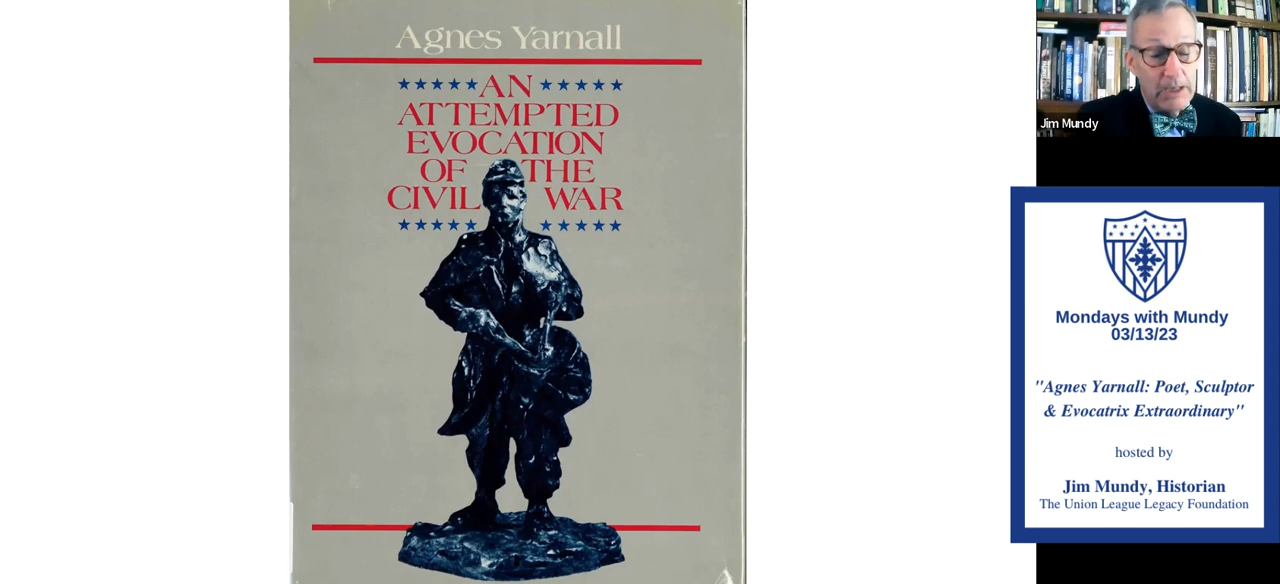 Agnes Yarnall
★★★★★ AN ★★★★★
ATTEMPTED
EVOCATION
OF THE
CIVIL WAR
Jim Mundy
Mondays with Mundy
03/13/23
"Agnes Yarnall: Poet, Sculptor
& Evocatrix Extraordinary"
hosted by
Jim Mundy, Historian
The Union League Legacy Foundation